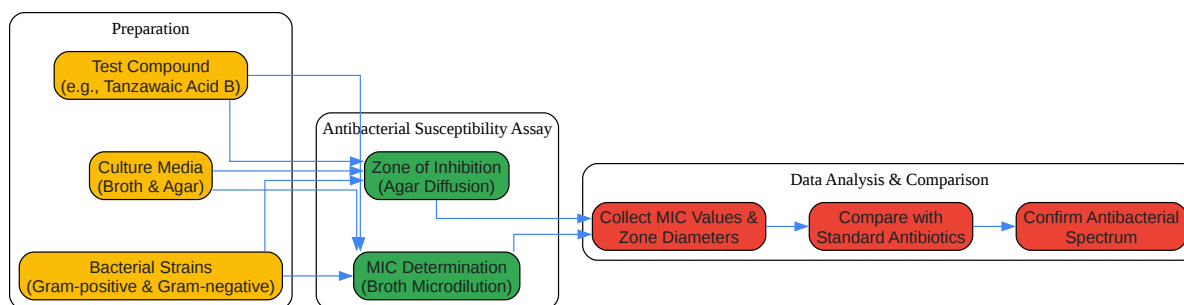 Preparation
Test Compound
(e.g., Tanzawaic Acid B)
Culture Media
(Broth & Agar)
Bacterial Strains
(Gram-positive & Gram-negative)
Antibacterial Susceptibility Assay
Zone of Inhibition
(Agar Diffusion)
MIC Determination
(Broth Microdilution)
Data Analysis & Comparison
Collect MIC Values &
Zone Diameters
Compare with
Standard Antibiotics
Confirm Antibacterial
Spectrum